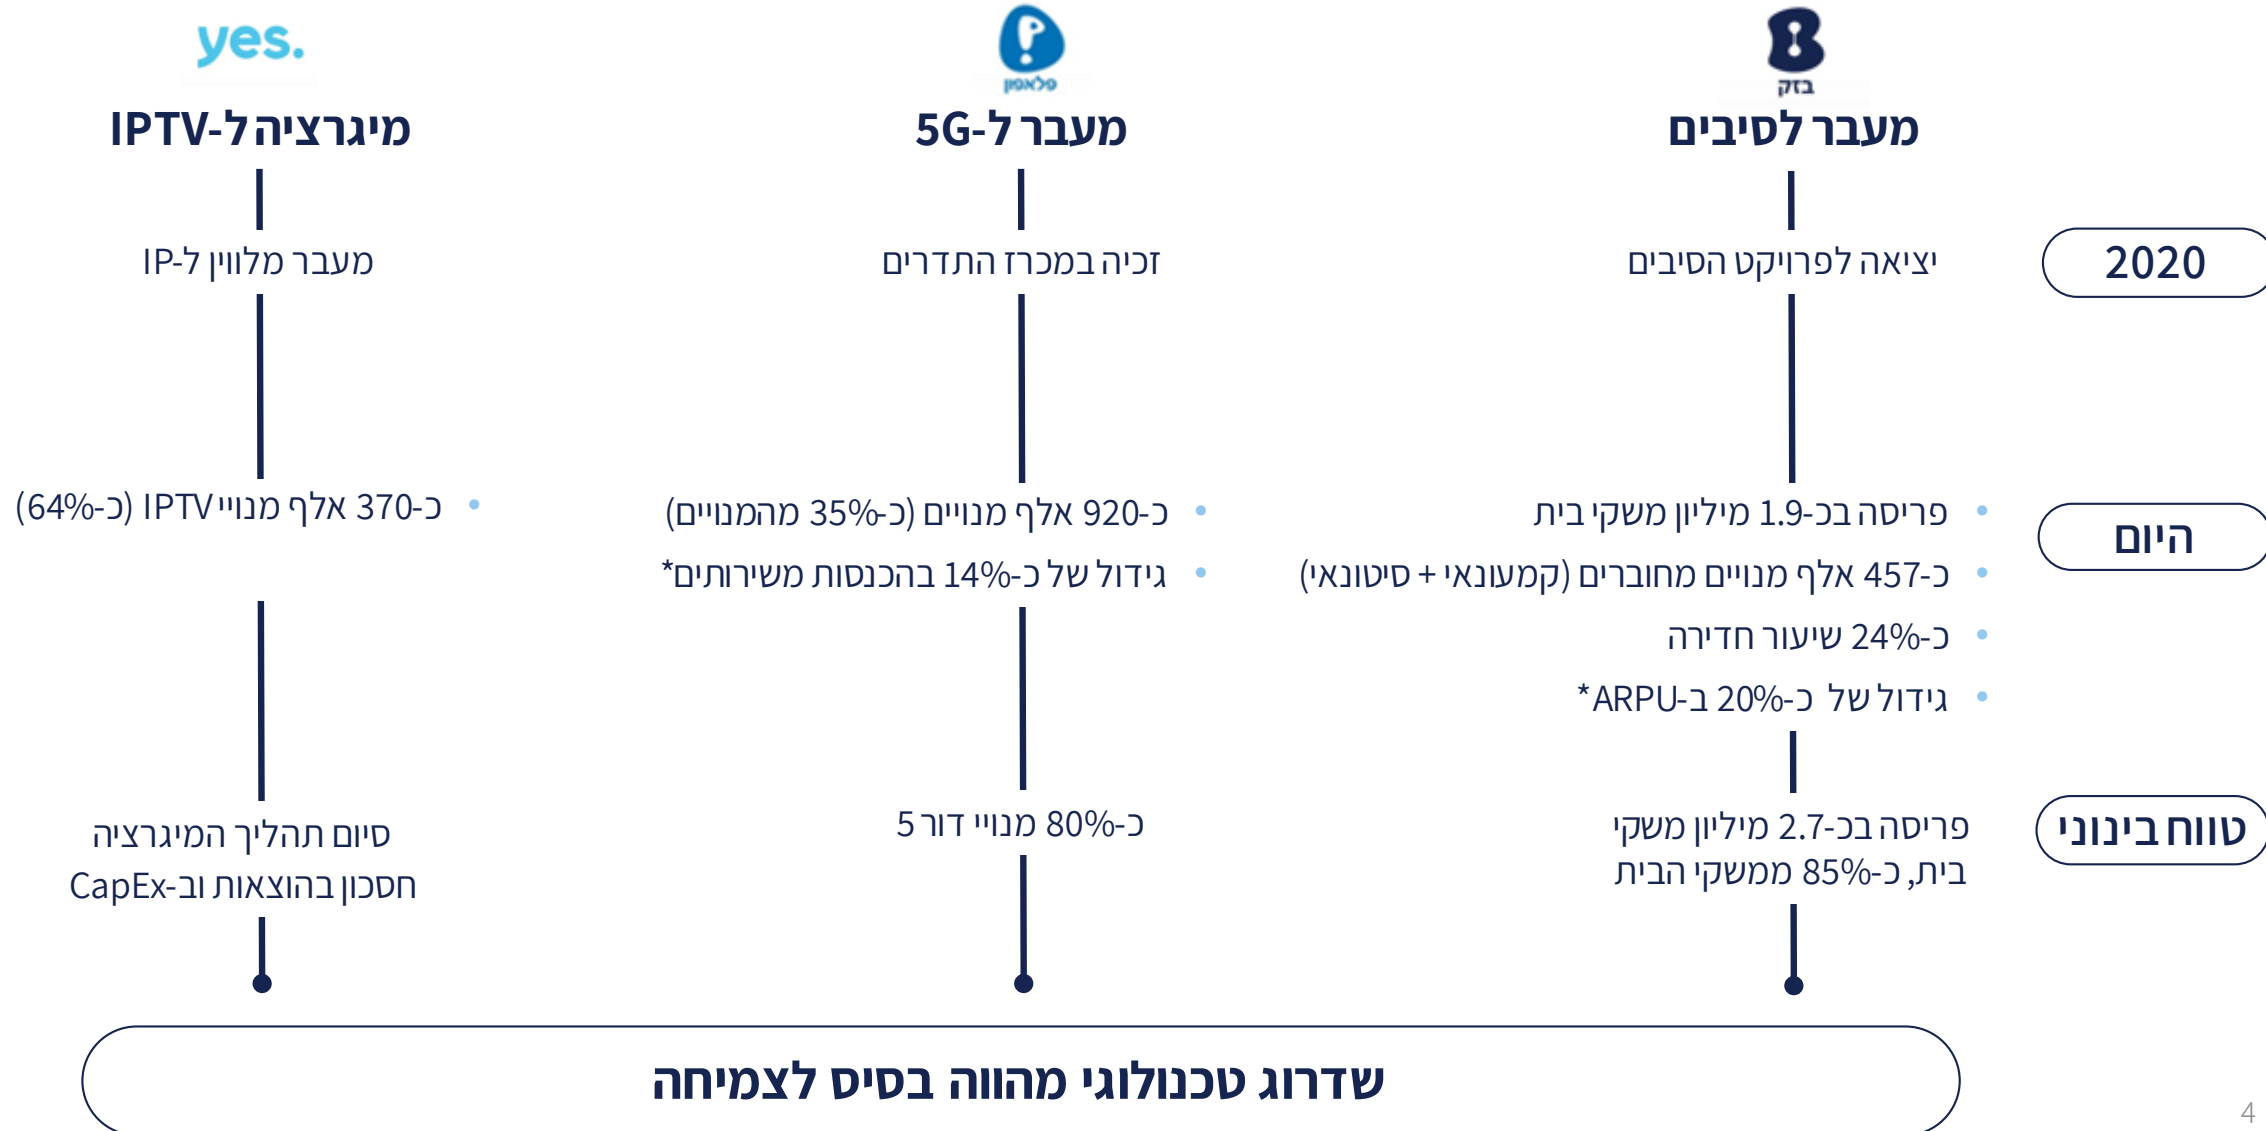 בזק
פלאפון
yes.
מעבר לסיבים
מעבר ל-5G
מיגרציה ל-IPTV
2020
יציאה לפרויקט הסיבים
זכיה במכרז התדרים
מעבר מלווין ל-IP
היום
• פריסה בכ-1.9 מיליון משקי בית
• כ-457 אלף מנויים מחוברים (קמעונאי + סיטונאי)
• כ-24% שיעור חדירה
• גידול של כ-20% ב-ARPU*
• כ-920 אלף מנויים (כ-35% מהמנויים)
• גידול של כ-14% בהכנסות משירותים*
• כ-370 אלף מנויי IPTV (כ-64%)
טווח בינוני
פריסה בכ-2.7 מיליון משקי
בית, כ-85% ממשקי הבית
כ-80% מנויי דור 5
סיום תהליך המיגרציה
חסכון בהוצאות וב-CapEx
שדרוג טכנולוגי מהווה בסיס לצמיחה
4